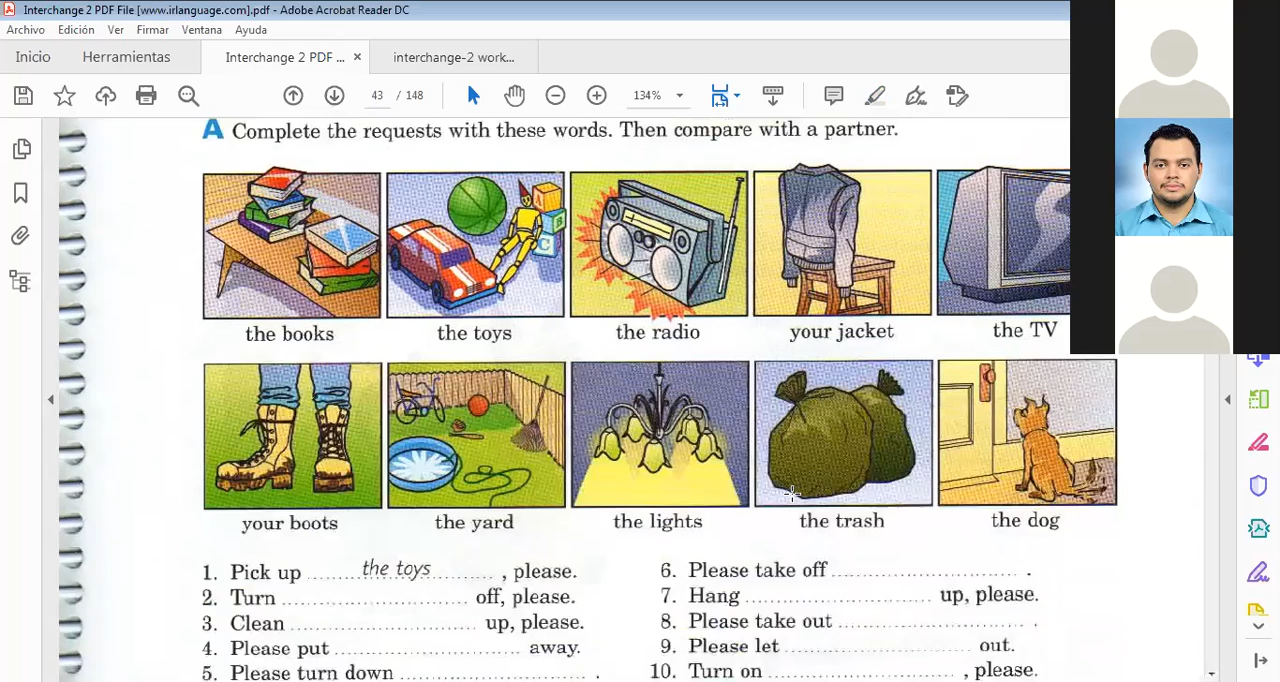 Interchange 2 PDF File [www.irlanguage.com].pdf - Adobe Acrobat Reader DC
Archivo Edición Ver Firmar Ventana Ayuda
Inicio Herramientas Interchange 2 PDF ... × interchange-2 work...
43 / 148 134%
A Complete the requests with these words. Then compare with a partner.
A
B
C
the books the toys the radio your jacket the TV
your boots the yard the lights the trash the dog
1. Pick up the toys, please.
2. Turn .......... off, please.
3. Clean .......... up, please.
4. Please put .......... away.
5. Please turn down .......... .
6. Please take off .......... .
7. Hang .......... up, please.
8. Please take out .......... .
9. Please let .......... out.
10. Turn on .........., please.